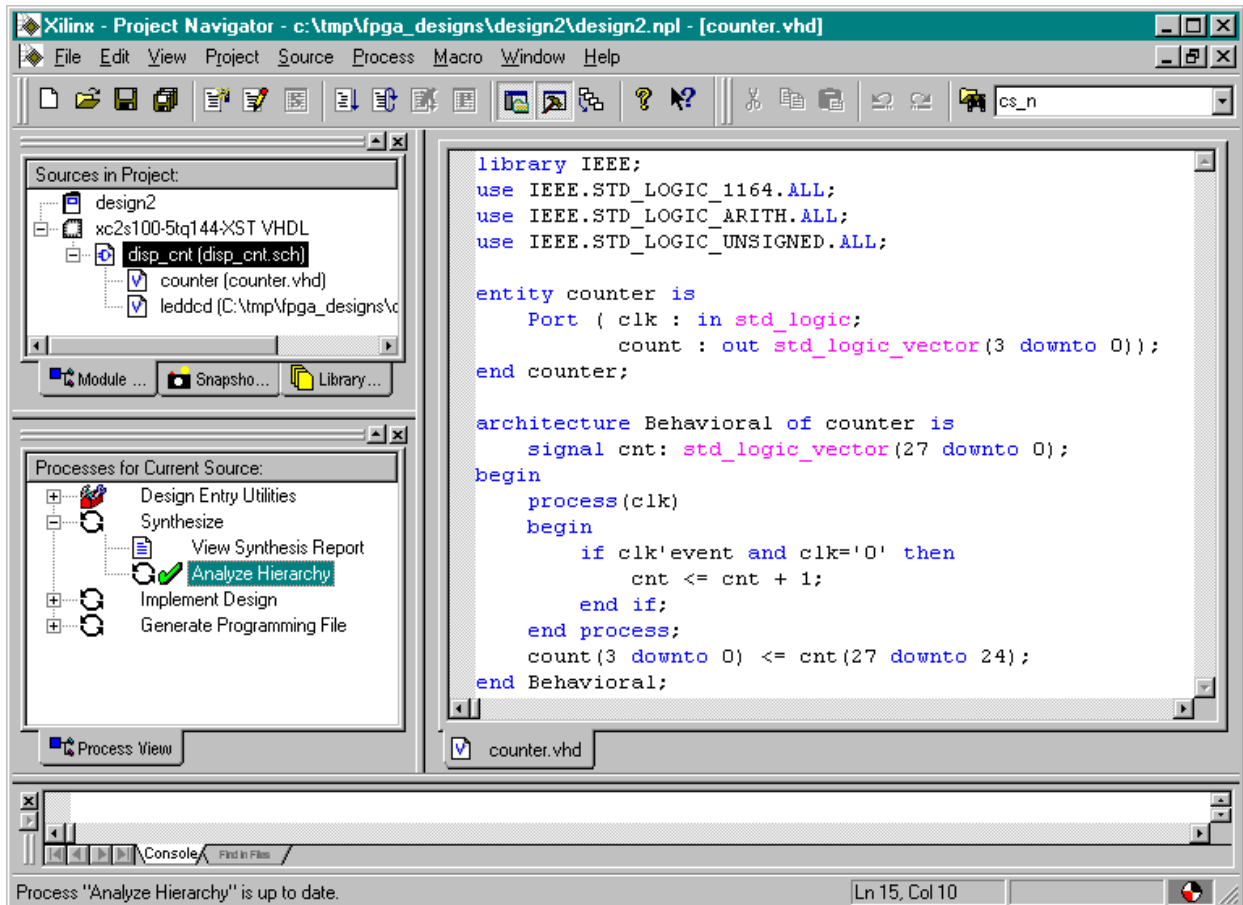 Xilinx - Project Navigator - c:\tmp\fpga_designs\design2\design2.npl - [counter.vhd]
File Edit View Project Source Process Macro Window Help
cs_n
Sources in Project:
design2
xc2s100-5tq144-XST VHDL
disp_cnt (disp_cnt.sch)
counter (counter.vhd)
leddcd (C:\tmp\fpga_designs\d
Module ... Snapsho... Library...
Processes for Current Source:
Design Entry Utilities
Synthesize
View Synthesis Report
Analyze Hierarchy
Implement Design
Generate Programming File
Process View
library IEEE;
use IEEE.STD_LOGIC_1164.ALL;
use IEEE.STD_LOGIC_ARITH.ALL;
use IEEE.STD_LOGIC_UNSIGNED.ALL;
entity counter is
Port ( clk : in std_logic;
count : out std_logic_vector(3 downto 0));
end counter;
architecture Behavioral of counter is
signal cnt: std_logic_vector(27 downto 0);
begin
process(clk)
begin
if clk'event and clk='0' then
cnt <= cnt + 1;
end if;
end process;
count(3 downto 0) <= cnt(27 downto 24);
end Behavioral;
counter.vhd
Console Find in Files
Process "Analyze Hierarchy" is up to date.
Ln 15, Col 10